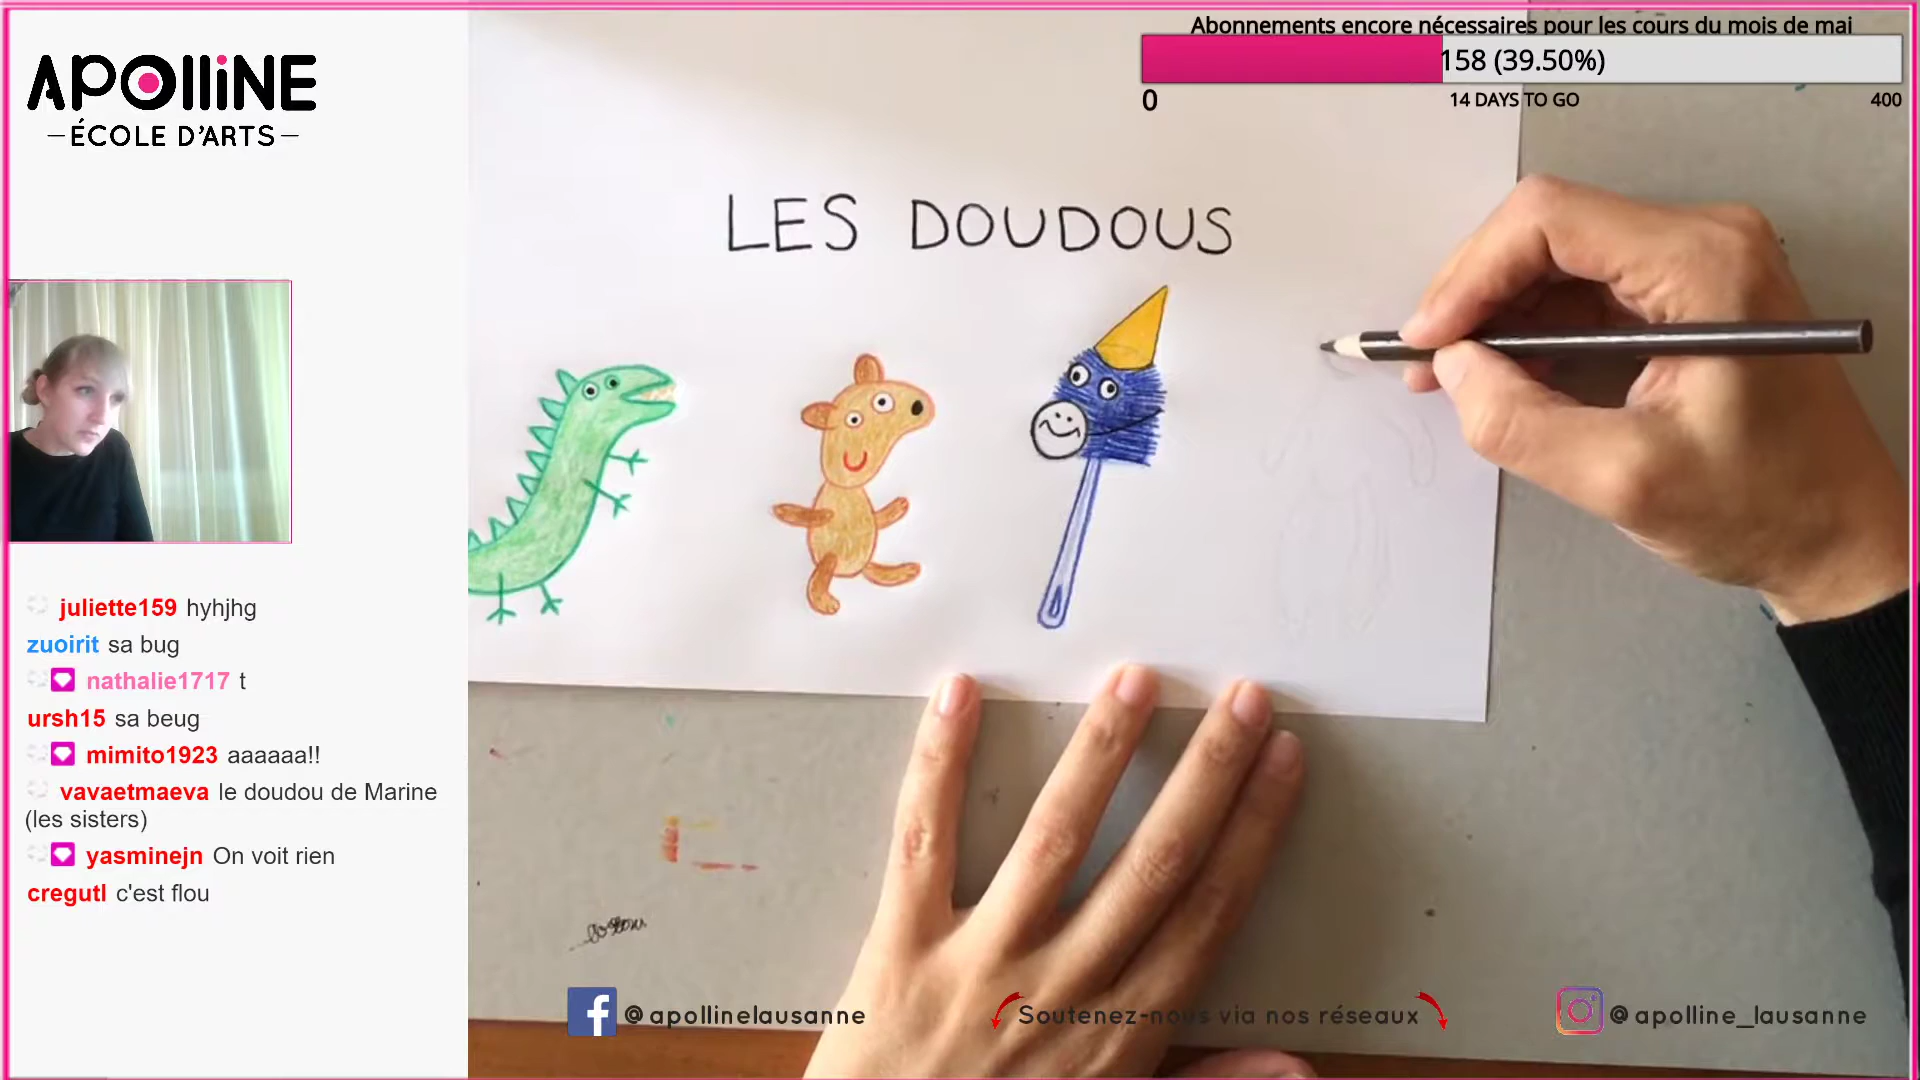 APOLLINE
—ÉCOLE D'ARTS—
Abonnements encore nécessaires pour les cours du mois de mai
158 (39.50%)
0 14 DAYS TO GO 400
LES DOUDOUS
juliette159 hyhjhg
zuoirit sa bug
nathalie1717 t
ursh15 sa beug
mimito1923 aaaaaa!!
vavaetmaeva le doudou de Marine
(les sisters)
yasminejn On voit rien
cregutl c'est flou
@apollinelausanne Soutenez-nous via nos réseaux @apolline_lausanne